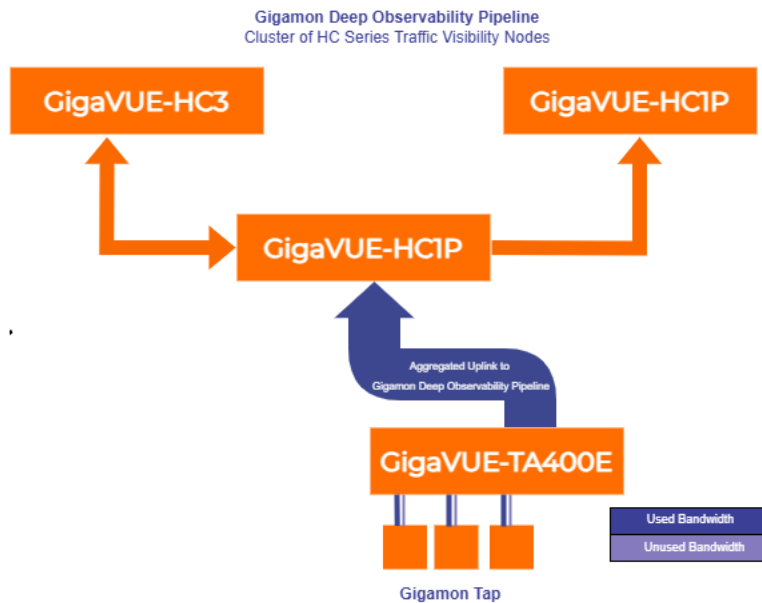 Gigamon Deep Observability Pipeline
Cluster of HC Series Traffic Visibility Nodes
GigaVUE-HC3
GigaVUE-HC1P
GigaVUE-HC1P
Aggregated Uplink to
Gigamon Deep Observability Pipeline
GigaVUE-TA400E
Used Bandwidth
Unused Bandwidth
Gigamon Tap